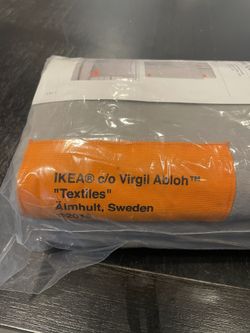 IKEA® c/o Virgil Abloh™
"Textiles"
Älmhult, Sweden